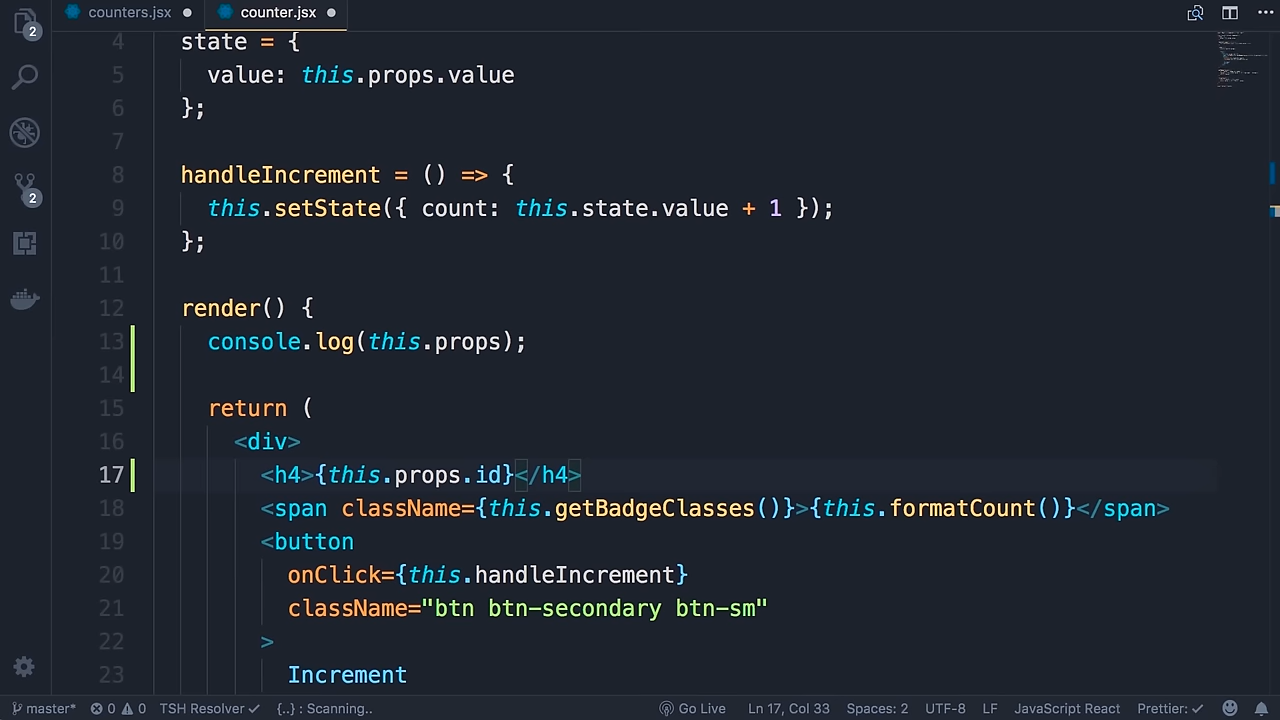 counters.jsx counter.jsx
2
4 state = {
5 value: this.props.value
6 };
7
8 handleIncrement = () => {
9 this.setState({ count: this.state.value + 1 });
10 };
11
12 render() {
13 console.log(this.props);
14
15 return (
16 <div>
17 <h4>{this.props.id}</h4>
18 <span className={this.getBadgeClasses()}>{this.formatCount()}</span>
19 <button
20 onClick={this.handleIncrement}
21 className="btn btn-secondary btn-sm"
22 >
23 Increment
2
master* 0 0 TSH Resolver {..} : Scanning.. Go Live Ln 17, Col 33 Spaces: 2 UTF-8 LF JavaScript React Prettier: